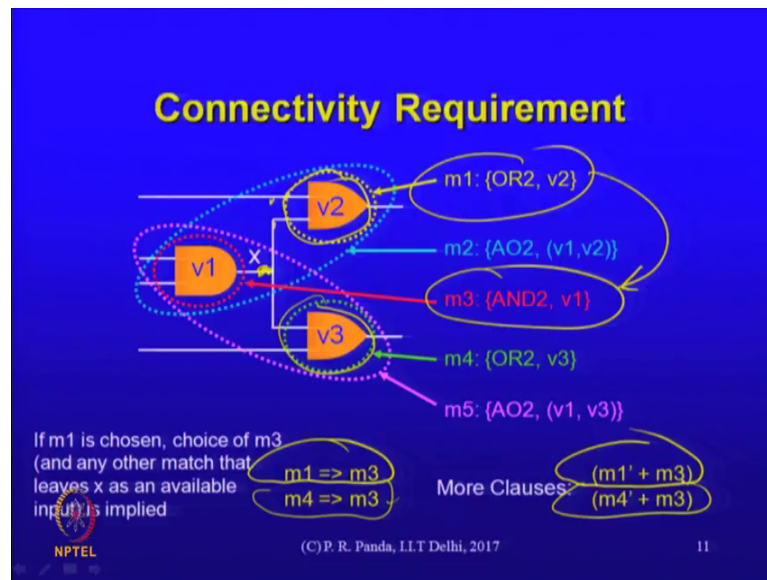 Connectivity Requirement
v2
m1: {OR2, v2}
x
v1
m2: {AO2, (v1,v2)}
m3: {AND2, v1}
v3
m4: {OR2, v3}
m5: {AO2, (v1, v3)}
If m1 is chosen, choice of m3
(and any other match that
leaves x as an available
input) is implied
m1 => m3
m4 => m3
More Clauses:
(m1' + m3)
(m4' + m3)
NPTEL
(C) P. R. Panda, I.I.T Delhi, 2017
11